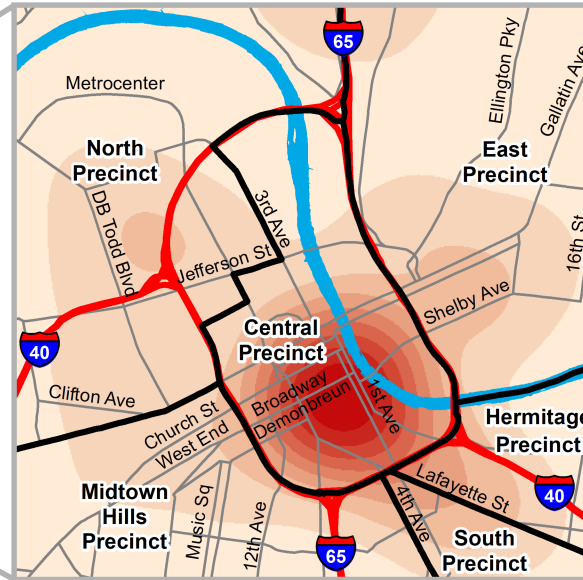 65
Metrocenter
Ellington Pky
Gallatin Ave
North
Precinct
East
Precinct
DB Todd Blvd
3rd Ave
16th St
Jefferson St
Shelby Ave
Central
Precinct
40
Clifton Ave
Broadway
Demonbreun
1st Ave
Church St
West End
Hermitage
Precinct
Midtown
Hills
Precinct
Music Sq
12th Ave
4th Ave
Lafayette St
40
65
South
Precinct